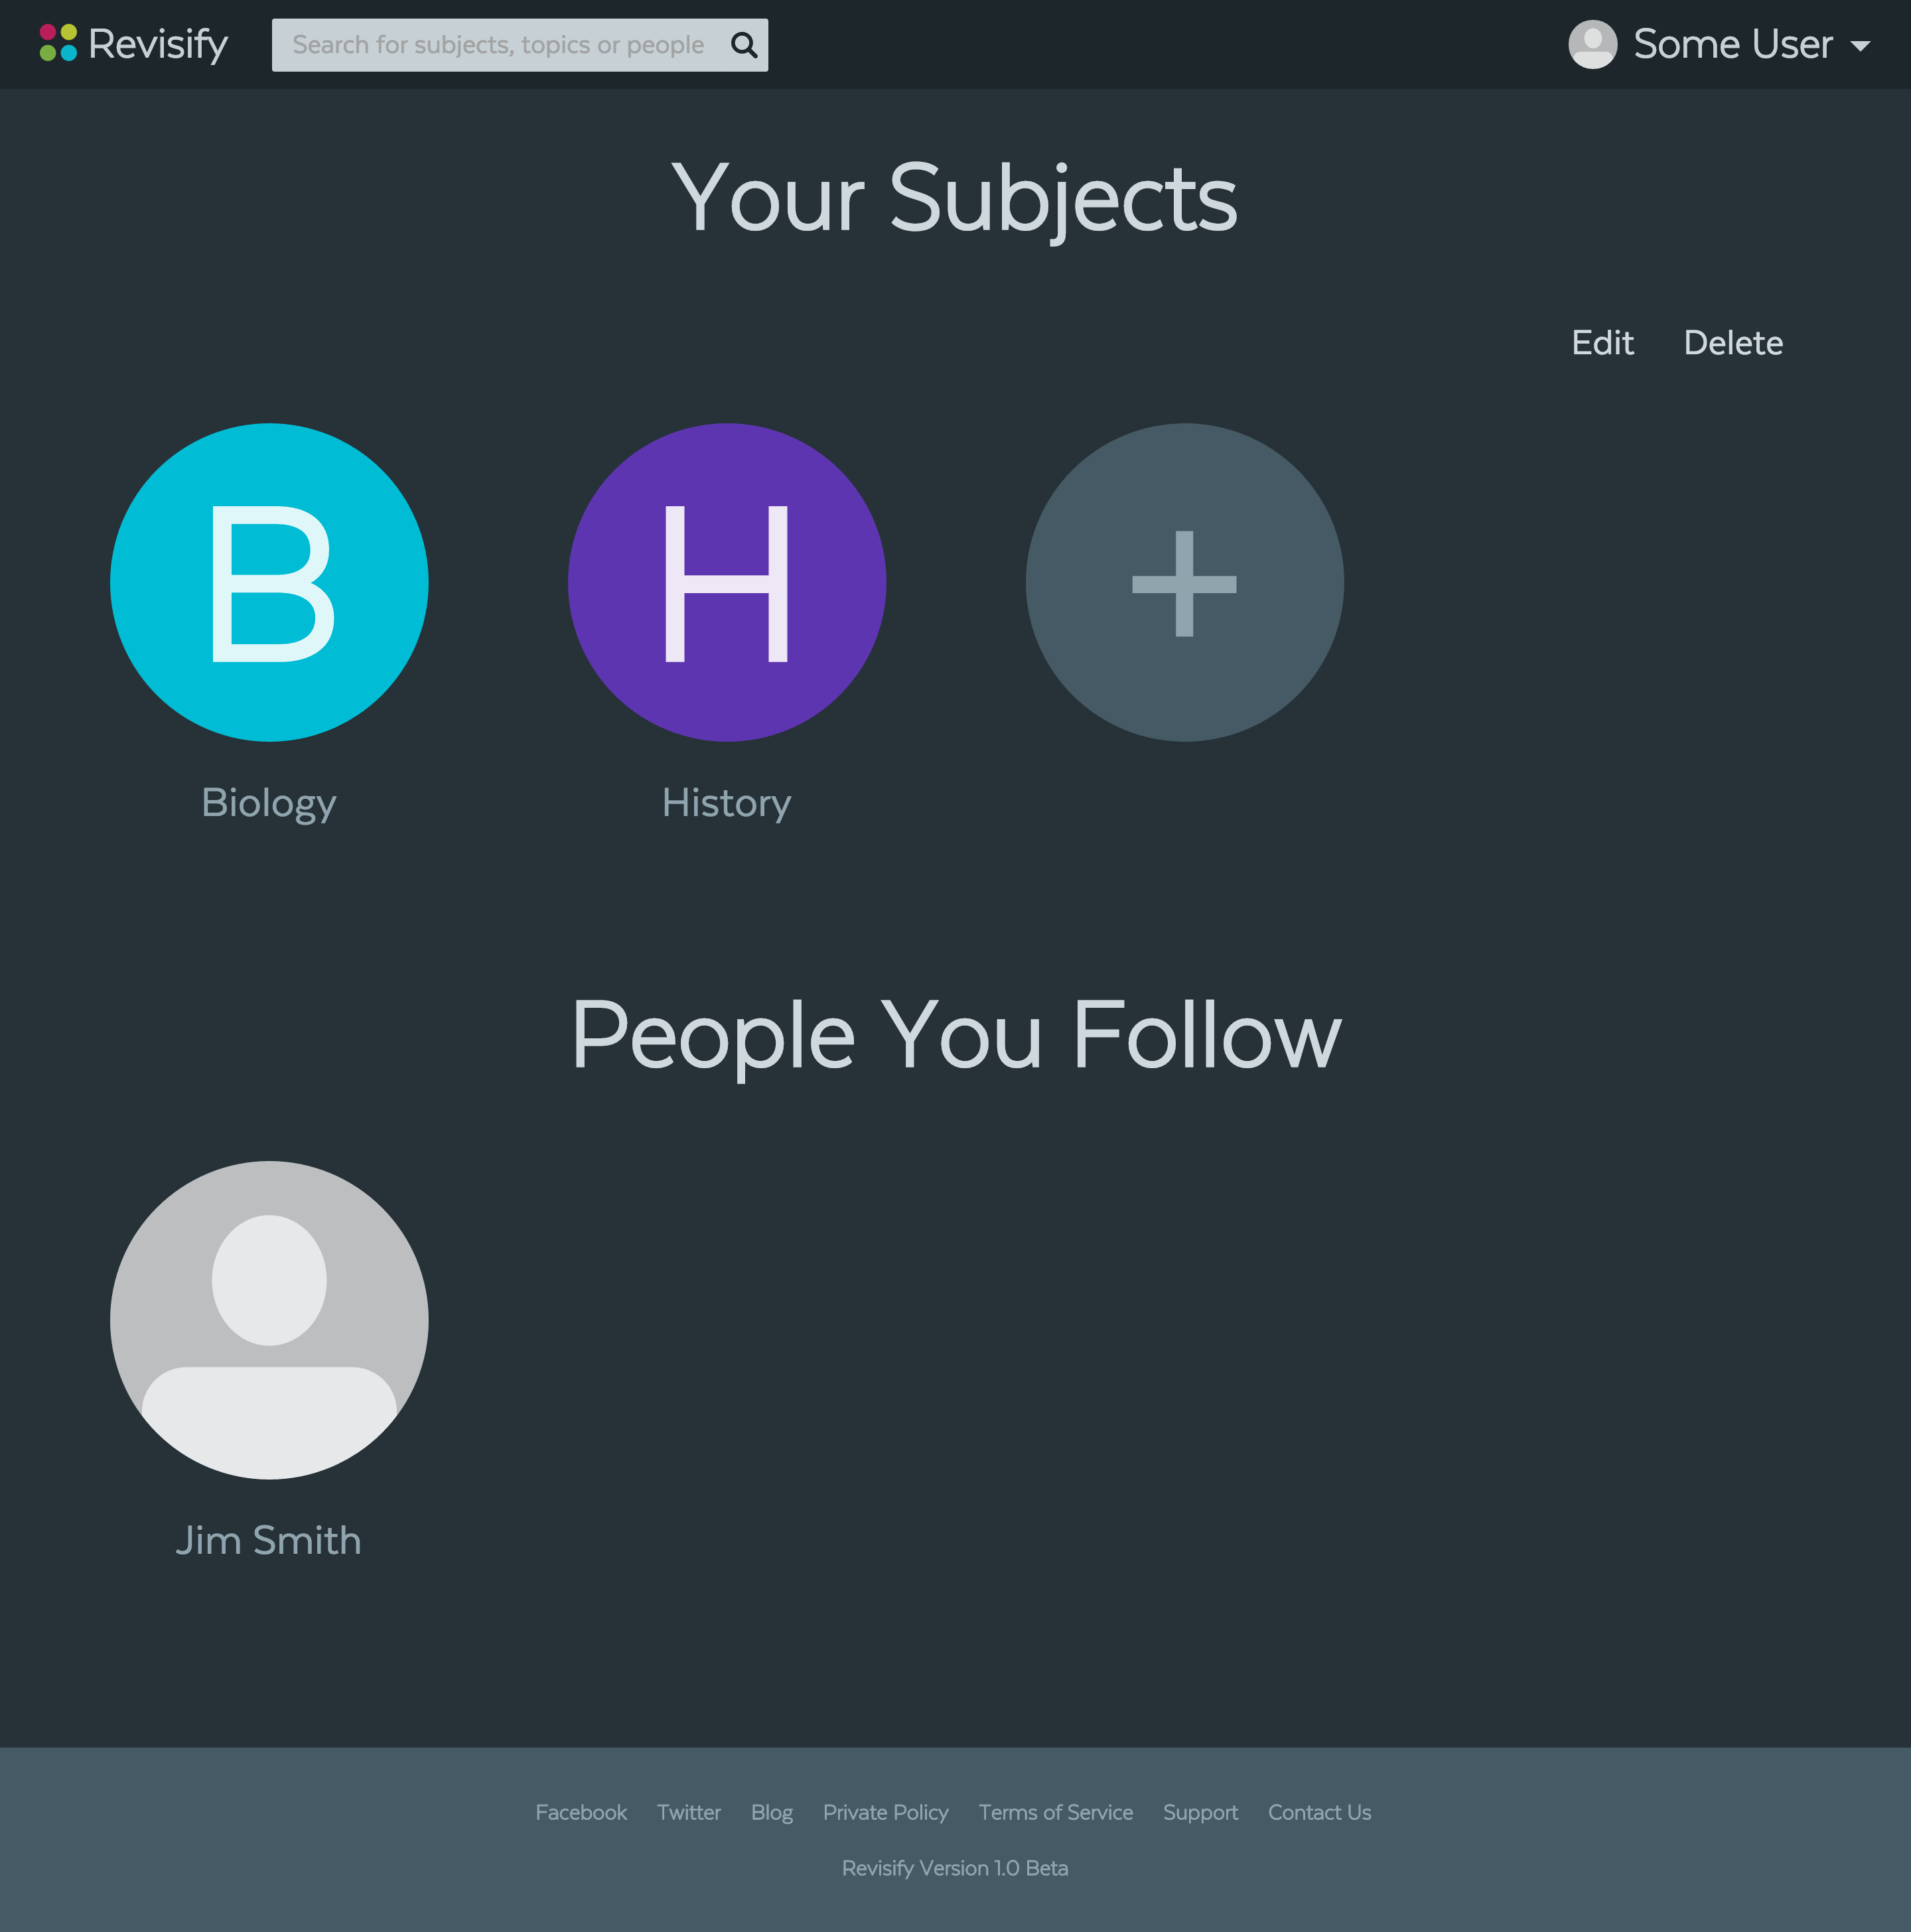 Revisify
Search for subjects, topics or people
Some User
Your Subjects
Edit Delete
B H +
Biology History
People You Follow
Jim Smith
Facebook Twitter Blog Private Policy Terms of Service Support Contact Us
Revisify Version 1.0 Beta